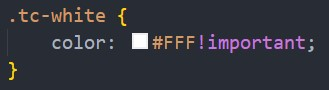 .tc-white {
    color: #FFF!important;
}